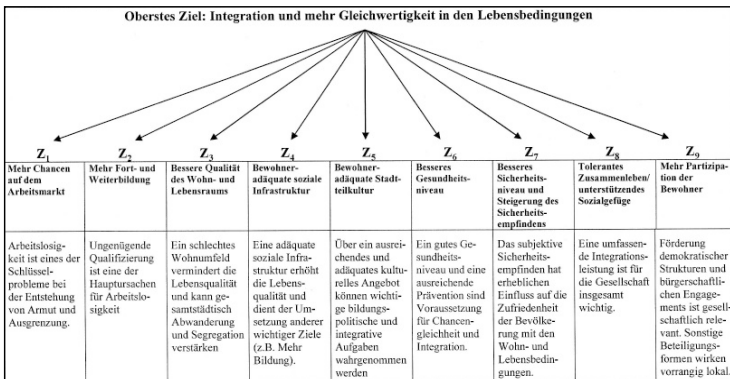 Oberstes Ziel: Integration und mehr Gleichwertigkeit in den Lebensbedingungen
Z1
Mehr Chancen
auf dem
Arbeitsmarkt
Arbeitslosig-
keit ist eines der
Schlüssel-
probleme bei
der Entstehung
von Armut und
Ausgrenzung.
Z2
Mehr Fort- und
Weiterbildung
Ungenügende
Qualifizierung
ist eine der
Hauptursachen
für Arbeitslo-
sigkeit
Z3
Bessere Qualität
des Wohn- und
Lebensraums
Ein schlechtes
Wohnumfeld
vermindert die
Lebensqualität
und kann ge-
samtstädtisch
Abwanderung
und Segregation
verstärken
Z4
Bewohner-
adäquate soziale
Infrastruktur
Eine adäquate
soziale Infra-
struktur erhöht
die Lebens-
qualität und
dient der Um-
setzung anderer
wichtiger Ziele
(z.B. Mehr
Bildung).
Z5
Bewohner-
adäquate Stadt-
teilkultur
Über ein ausrei-
chendes und
adäquates kultu-
relles Angebot
können wichti-
ge bildungs-
politische und
integrative
Aufgaben
wahrgenommen
werden
Z6
Besseres
Gesundheits-
niveau
Ein gutes Ge-
sundheits-
niveau und eine
ausreichende
Prävention sind
Voraussetzung
für Chancen-
gleichheit und
Integration.
Z7
Besseres
Sicherheits-
niveau und
Steigerung des
Sicherheits-
empfindens
Das subjektive
Sicherheits-
empfinden hat
erheblichen
Einfluss auf die
Zufriedenheit
der Bevölke-
rung mit den
Wohn- und
Lebensbedin-
gungen.
Z8
Tolerantes
Zusammenleben/
unterstützendes
Sozialgefüge
Eine umfassen-
de Integrations-
leistung ist für
die Gesellschaft
insgesamt
wichtig.
Z9
Mehr Partizipa-
tion der
Bewohner
Förderung
demokratischer
Strukturen und
bürgerschaftli-
chen Engage-
ments ist gesell-
schaftlich rele-
vant. Sonstige
Beteiligungs-
formen wirken
vorrangig lokal.